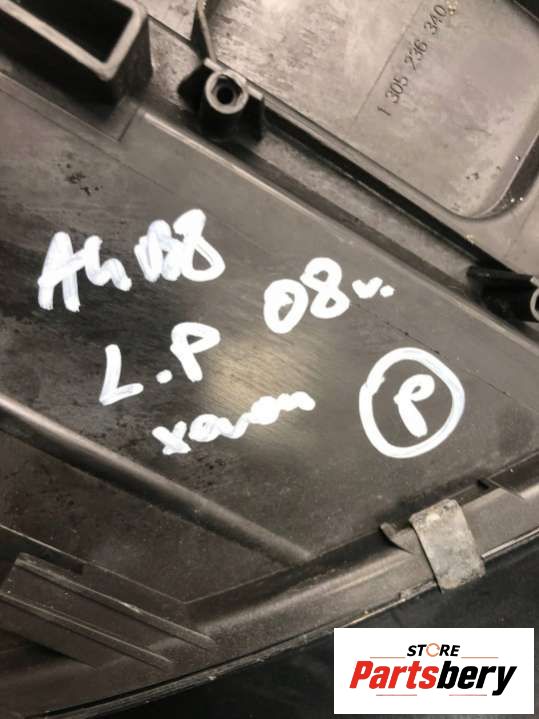 1 305 236 340
A4 B8
08v.
L.P
xenon
P
STORE
Partsbery